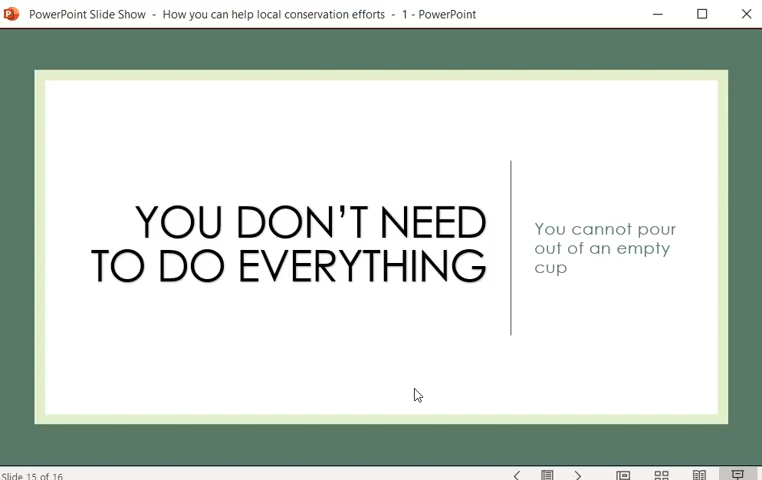 PowerPoint Slide Show - How you can help local conservation efforts - 1 - PowerPoint
YOU DON’T NEED
TO DO EVERYTHING
You cannot pour
out of an empty
cup
Slide 15 of 16